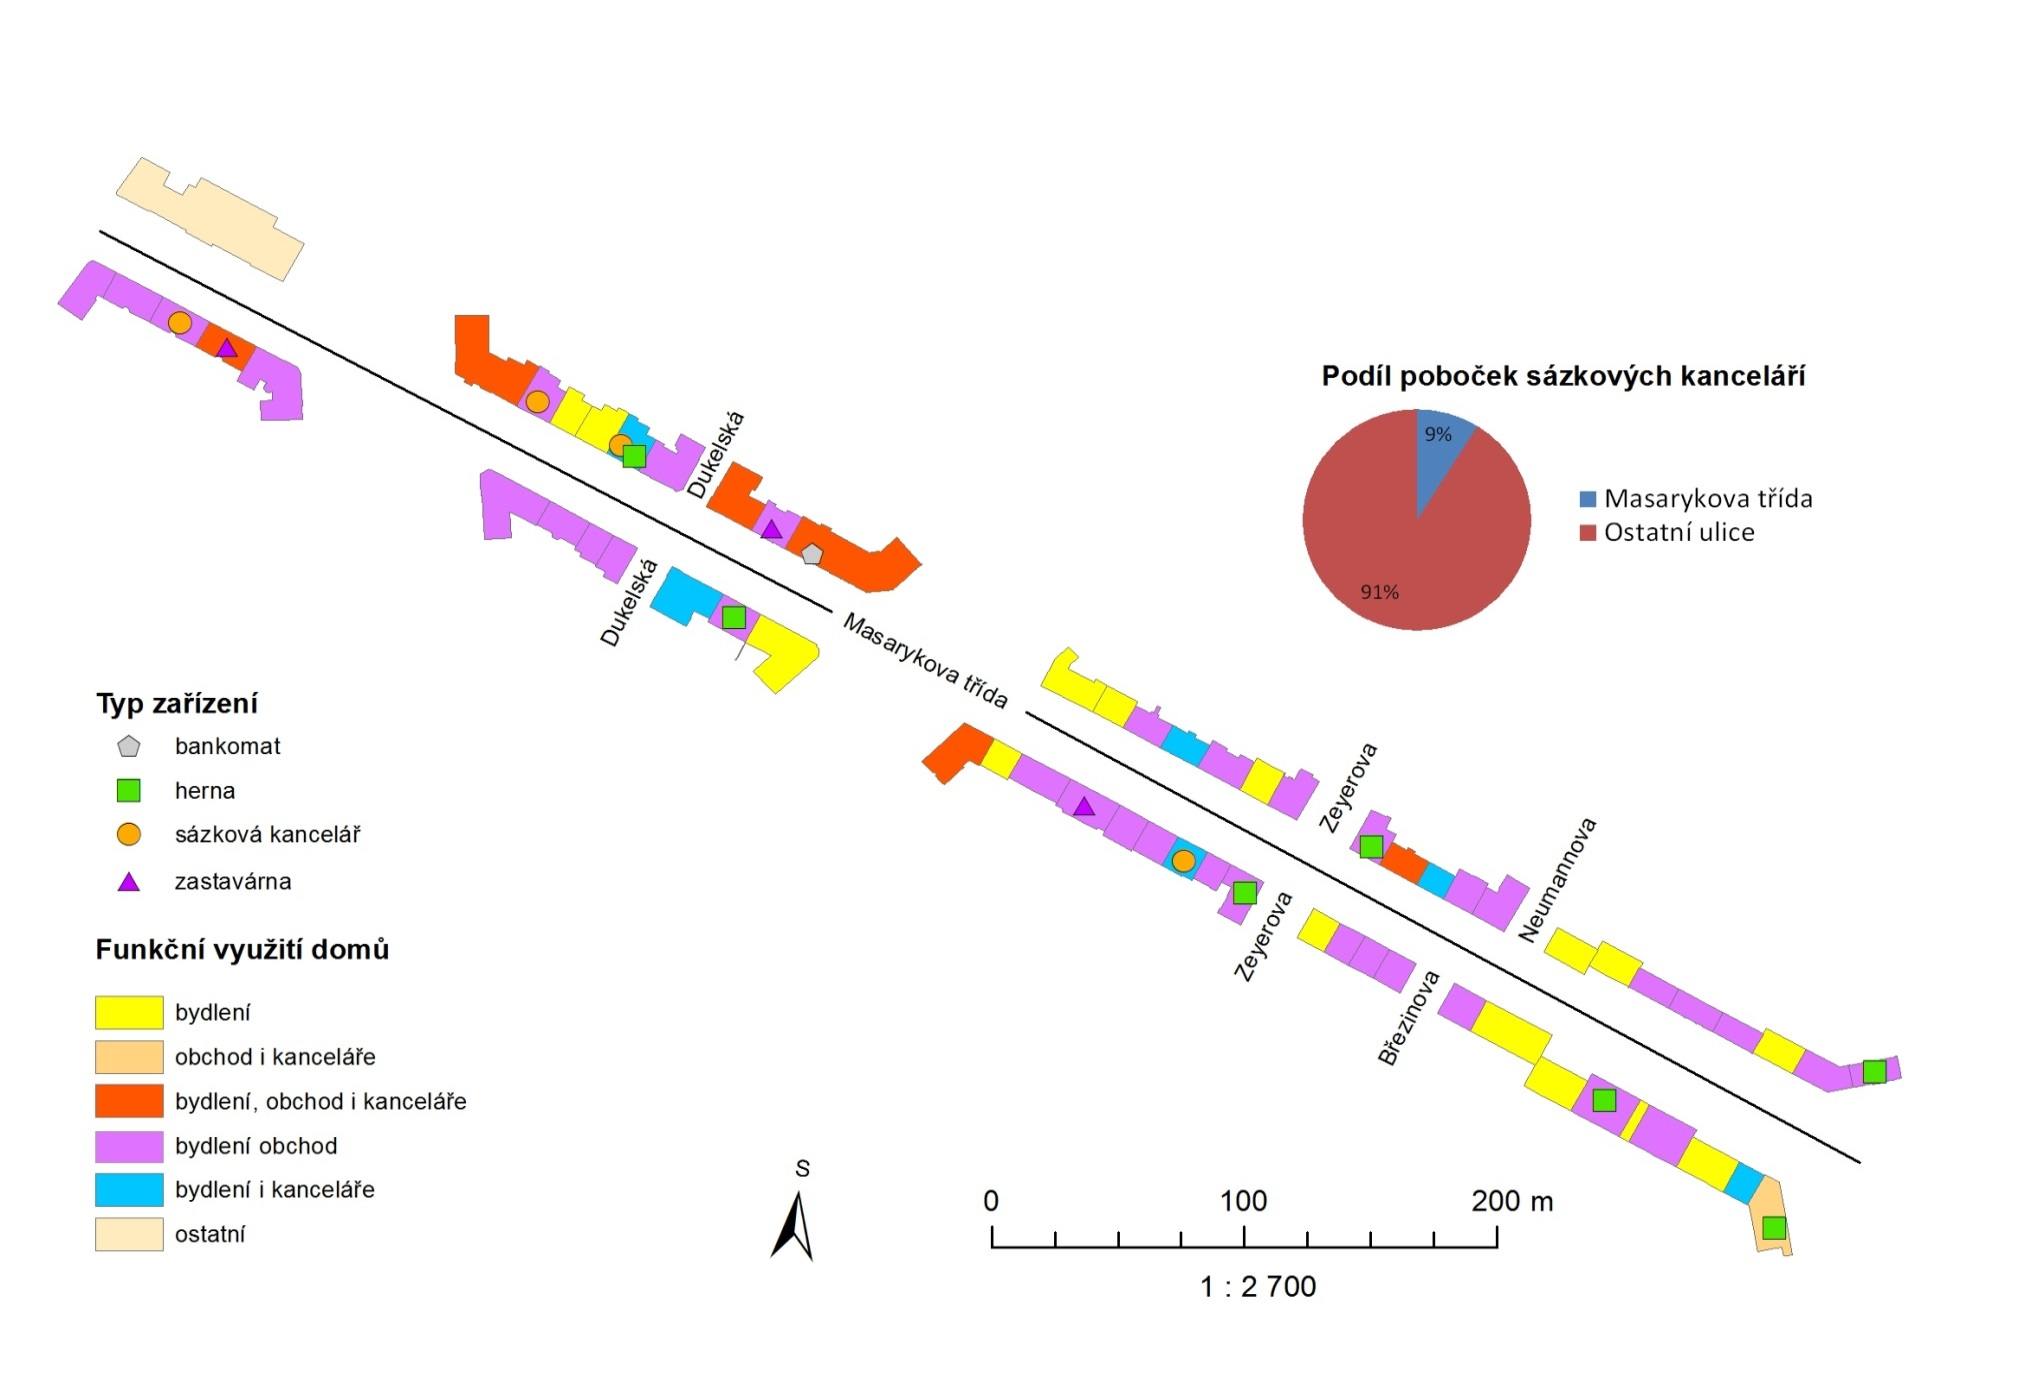 Podíl poboček sázkových kanceláří
9%
91%
Masarykova třída
Ostatní ulice
Dukelská
Dukelská
Masarykova třída
Zeyerova
Zeyerova
Neumannova
Březinova
Typ zařízení
bankomat
herna
sázková kancelář
zastavárna
Funkční využití domů
bydlení
obchod i kanceláře
bydlení, obchod i kanceláře
bydlení obchod
bydlení i kanceláře
ostatní
S
0 100 200 m
1 : 2 700